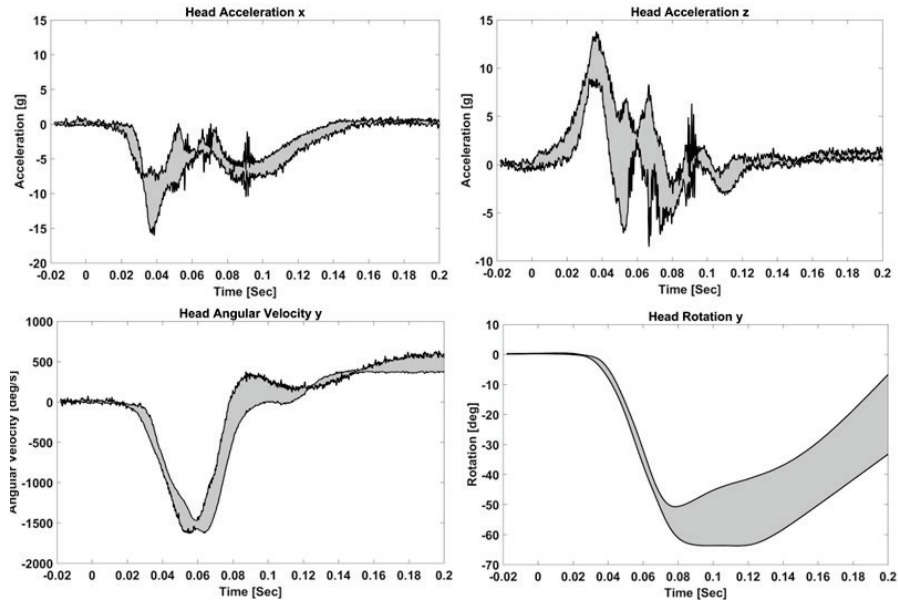 Head Acceleration x
15
10
5
0
-5
-10
-15
-20
Acceleration [g]
-0.02 0 0.02 0.04 0.06 0.08 0.1 0.12 0.14 0.16 0.18 0.2
Time [Sec]
Head Acceleration z
15
10
5
0
-5
-10
Acceleration [g]
-0.02 0 0.02 0.04 0.06 0.08 0.1 0.12 0.14 0.16 0.18 0.2
Time [Sec]
Head Angular Velocity y
1000
500
0
-500
-1000
-1500
-2000
Angular Velocity [deg/s]
-0.02 0 0.02 0.04 0.06 0.08 0.1 0.12 0.14 0.16 0.18 0.2
Time [Sec]
Head Rotation y
10
0
-10
-20
-30
-40
-50
-60
-70
Rotation [deg]
-0.02 0 0.02 0.04 0.06 0.08 0.1 0.12 0.14 0.16 0.18 0.2
Time [Sec]